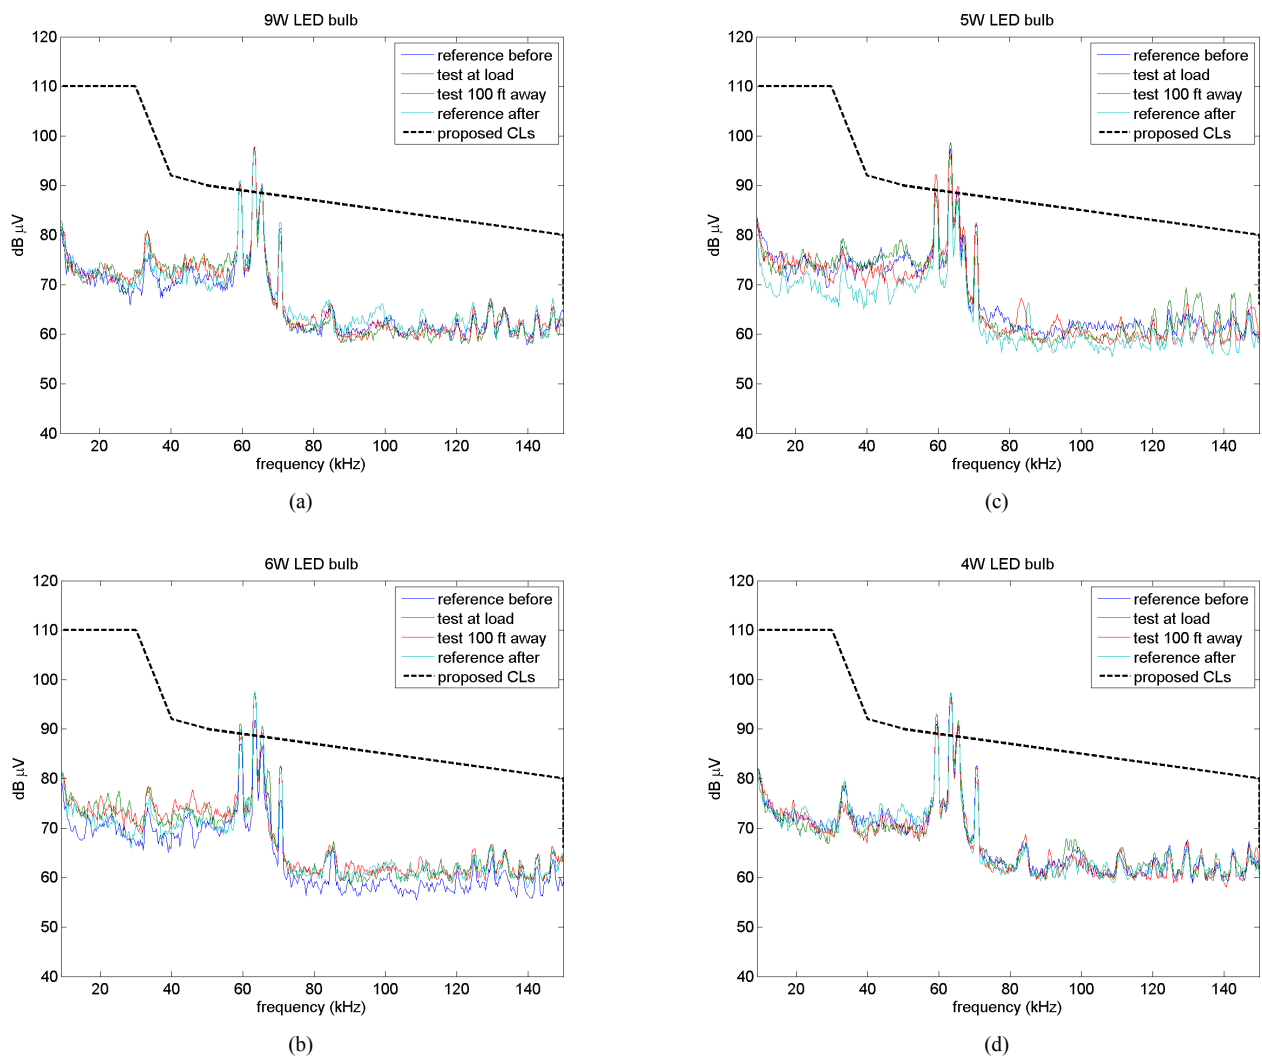 9W LED bulb
120
110
100
90
80
70
60
50
40
dB μV
reference before
test at load
test 100 ft away
reference after
proposed CLs
20 40 60 80 100 120 140
frequency (kHz)
(a)
5W LED bulb
120
110
100
90
80
70
60
50
40
dB μV
reference before
test at load
test 100 ft away
reference after
proposed CLs
20 40 60 80 100 120 140
frequency (kHz)
(c)
6W LED bulb
120
110
100
90
80
70
60
50
40
dB μV
reference before
test at load
test 100 ft away
reference after
proposed CLs
20 40 60 80 100 120 140
frequency (kHz)
(b)
4W LED bulb
120
110
100
90
80
70
60
50
40
dB μV
reference before
test at load
test 100 ft away
reference after
proposed CLs
20 40 60 80 100 120 140
frequency (kHz)
(d)